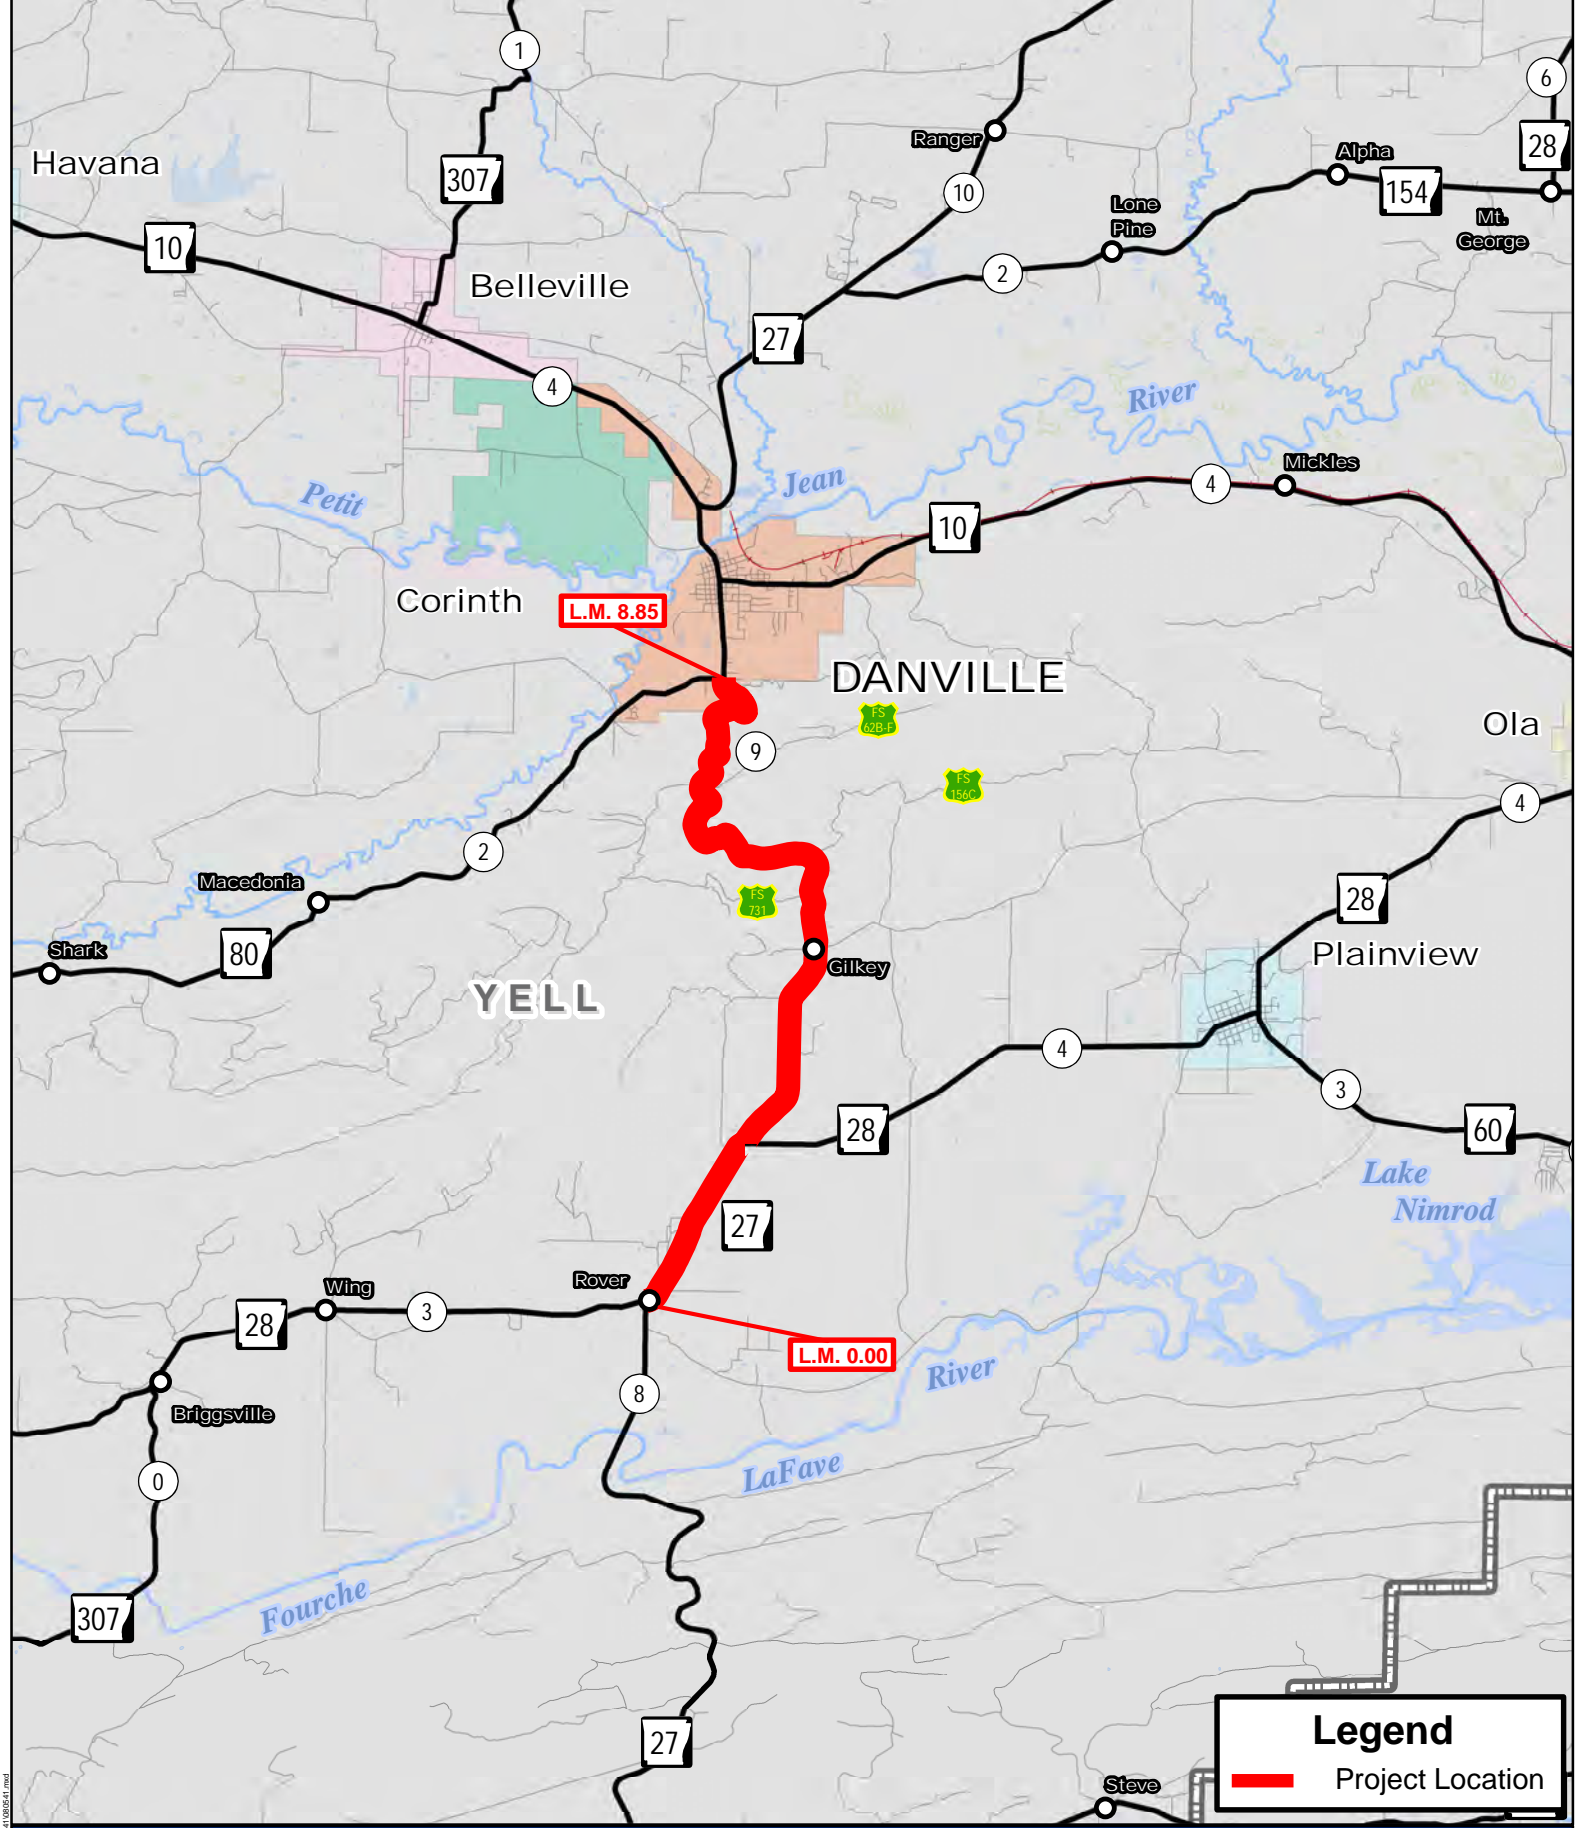 1
6
Ranger
28
Alpha
Havana
307
154
10
Lone
Pine
Mt.
George
10
2
Belleville
27
4
River
Mickles
4
Jean
Petit
10
Corinth
L.M. 8.85
DANVILLE
FS
62B-F
Ola
9
FS
156C
4
2
Macedonia
FS
731
28
Shark
80
Gilkey
Plainview
YELL
4
3
28
60
Lake
Nimrod
27
Rover
Wing
28
3
L.M. 0.00
River
8
Briggsville
LaFave
0
Fourche
307
27
Legend
Project Location
Steve
41\080541.mxd